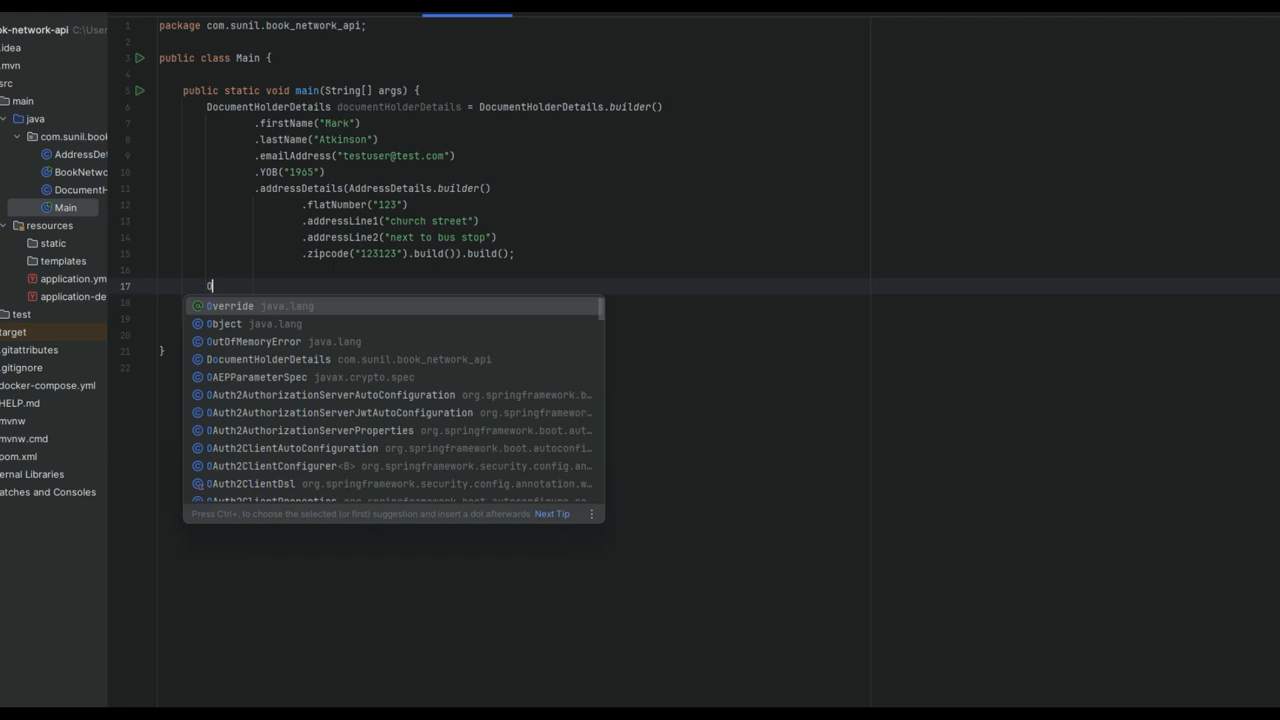 ok-network-api C:\User
.idea
.mvn
src
main
java
com.sunil.book
AddressDet
BookNetwo
DocumentH
Main
resources
static
templates
application.ym
application-de
test
target
.gitattributes
.gitignore
docker-compose.yml
HELP.md
mvnw
mvnw.cmd
pom.xml
ernal Libraries
ratches and Consoles
1 package com.sunil.book_network_api;
2
3 public class Main {
4
5 public static void main(String[] args) {
6 DocumentHolderDetails documentHolderDetails = DocumentHolderDetails.builder()
7 .firstName("Mark")
8 .lastName("Atkinson")
9 .emailAddress("testuser@test.com")
10 .YOB("1965")
11 .addressDetails(AddressDetails.builder()
12 .flatNumber("123")
13 .addressLine1("church street")
14 .addressLine2("next to bus stop")
15 .zipcode("123123").build()).build();
16
17 O
18
19
20
21 }
22
Override java.lang
Object java.lang
OutOfMemoryError java.lang
DocumentHolderDetails com.sunil.book_network_api
OAEPParameterSpec javax.crypto.spec
OAuth2AuthorizationServerAutoConfiguration org.springframework.b…
OAuth2AuthorizationServerJwtAutoConfiguration org.springframewor…
OAuth2AuthorizationServerProperties org.springframework.boot.aut…
OAuth2ClientAutoConfiguration org.springframework.boot.autoconfi…
OAuth2ClientConfigurer<B> org.springframework.security.config.an…
OAuth2ClientDsl org.springframework.security.config.annotation.w…
OAuth2ClientProperties org.springframework.boot.autoconfigure.se…
Press Ctrl+. to choose the selected (or first) suggestion and insert a dot afterwards Next Tip